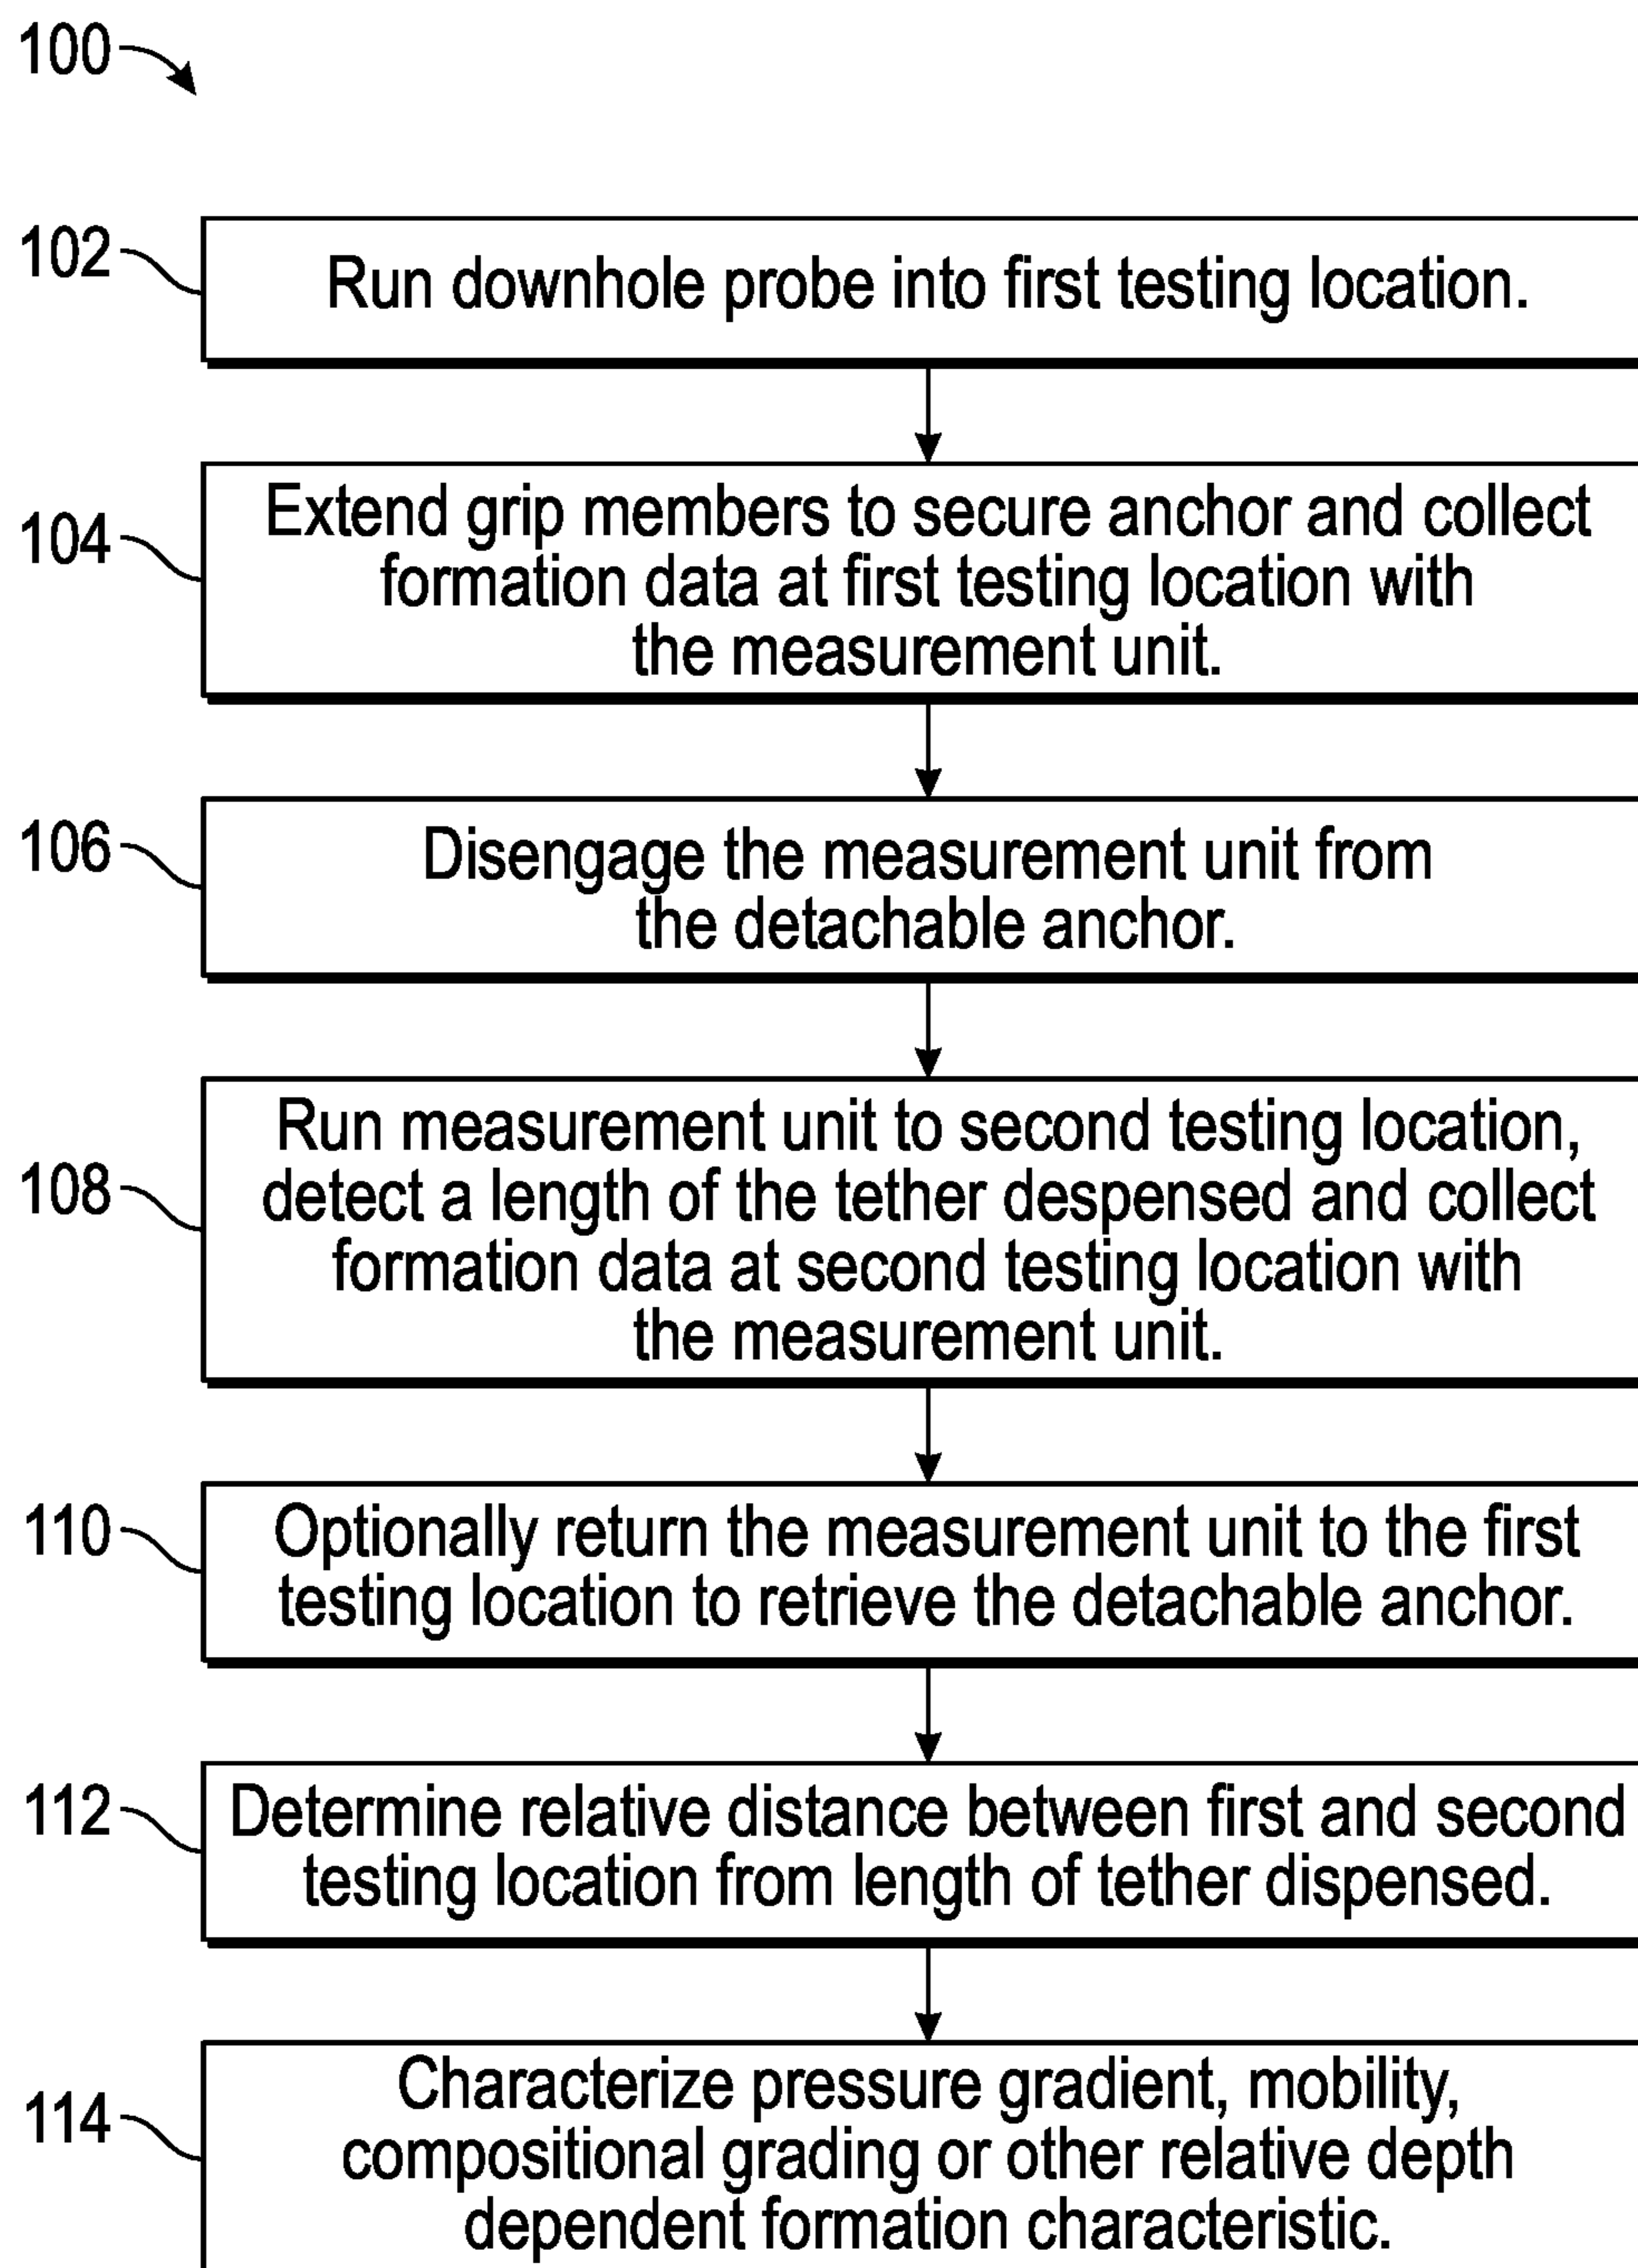 100
102
Run downhole probe into first testing location.
104
Extend grip members to secure anchor and collect
formation data at first testing location with
the measurement unit.
106
Disengage the measurement unit from
the detachable anchor.
108
Run measurement unit to second testing location,
detect a length of the tether despensed and collect
formation data at second testing location with
the measurement unit.
110
Optionally return the measurement unit to the first
testing location to retrieve the detachable anchor.
112
Determine relative distance between first and second
testing location from length of tether dispensed.
114
Characterize pressure gradient, mobility,
compositional grading or other relative depth
dependent formation characteristic.